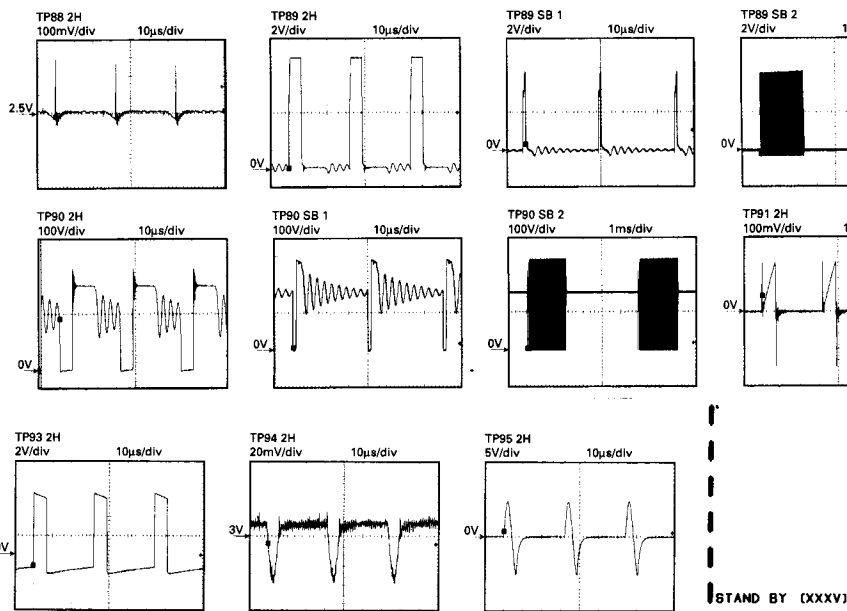 TP88 2H
100mV/div 10µs/div
2.5V
TP89 2H
2V/div 10µs/div
0V
TP89 SB 1
2V/div 10µs/div
0V
TP89 SB 2
2V/div 1
0V
TP90 2H
100V/div 10µs/div
0V
TP90 SB 1
100V/div 10µs/div
0V
TP90 SB 2
100V/div 1ms/div
0V
TP91 2H
100mV/div 1
0V
TP93 2H
2V/div 10µs/div
0V
TP94 2H
20mV/div 10µs/div
3V
TP95 2H
5V/div 10µs/div
0V
STAND BY (XXXV)